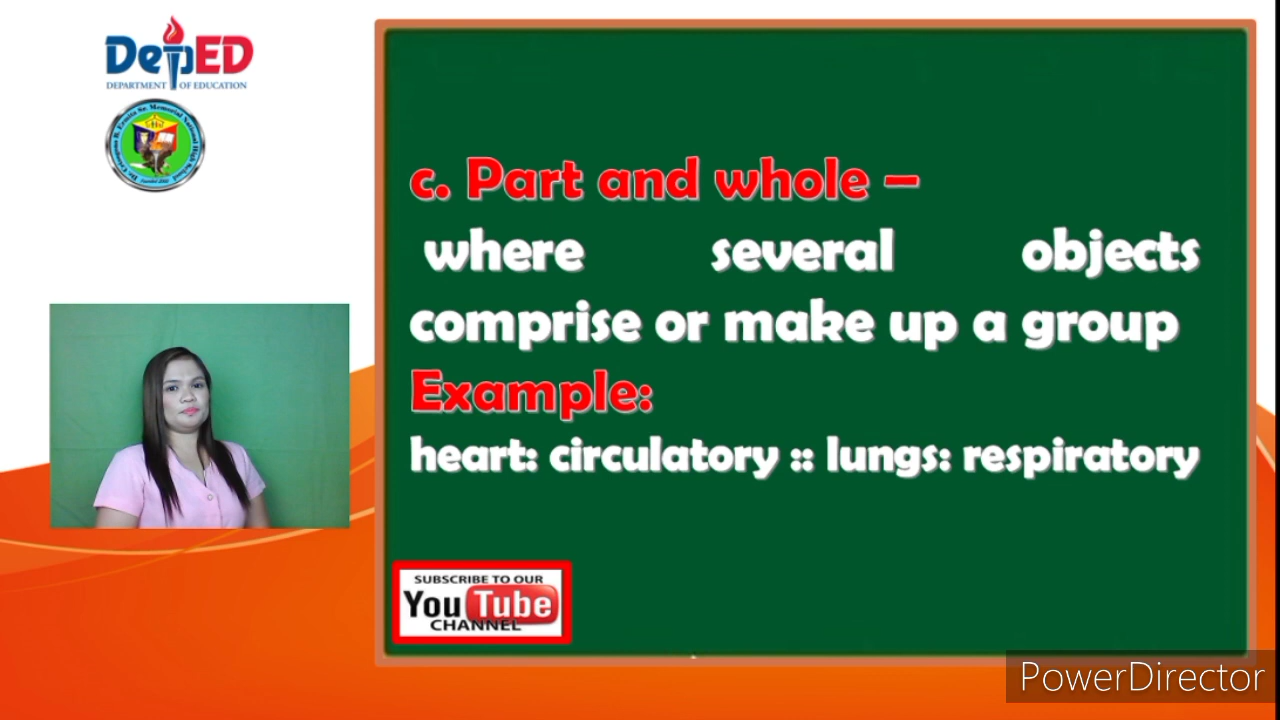 DepED
DEPARTMENT OF EDUCATION
c. Part and whole –
where several objects
comprise or make up a group
Example:
heart: circulatory :: lungs: respiratory
SUBSCRIBE TO OUR
YouTube
CHANNEL
PowerDirector